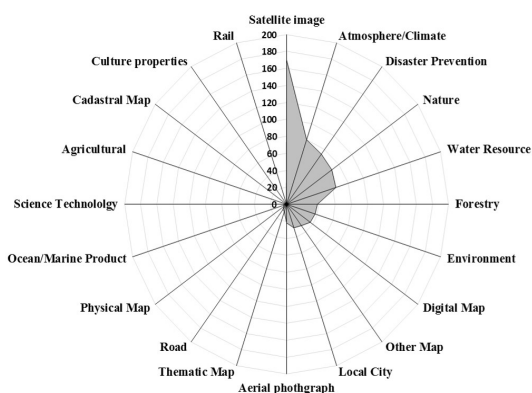 Satellite image
Rail
Atmosphere/Climate
Culture properties
Disaster Prevention
Cadastral Map
Nature
Agricultural
Water Resource
Science Technology
Forestry
Ocean/Marine Product
Environment
Physical Map
Digital Map
Road
Other Map
Thematic Map
Local City
Aerial phothgraph
200
180
160
140
120
100
80
60
40
20
0